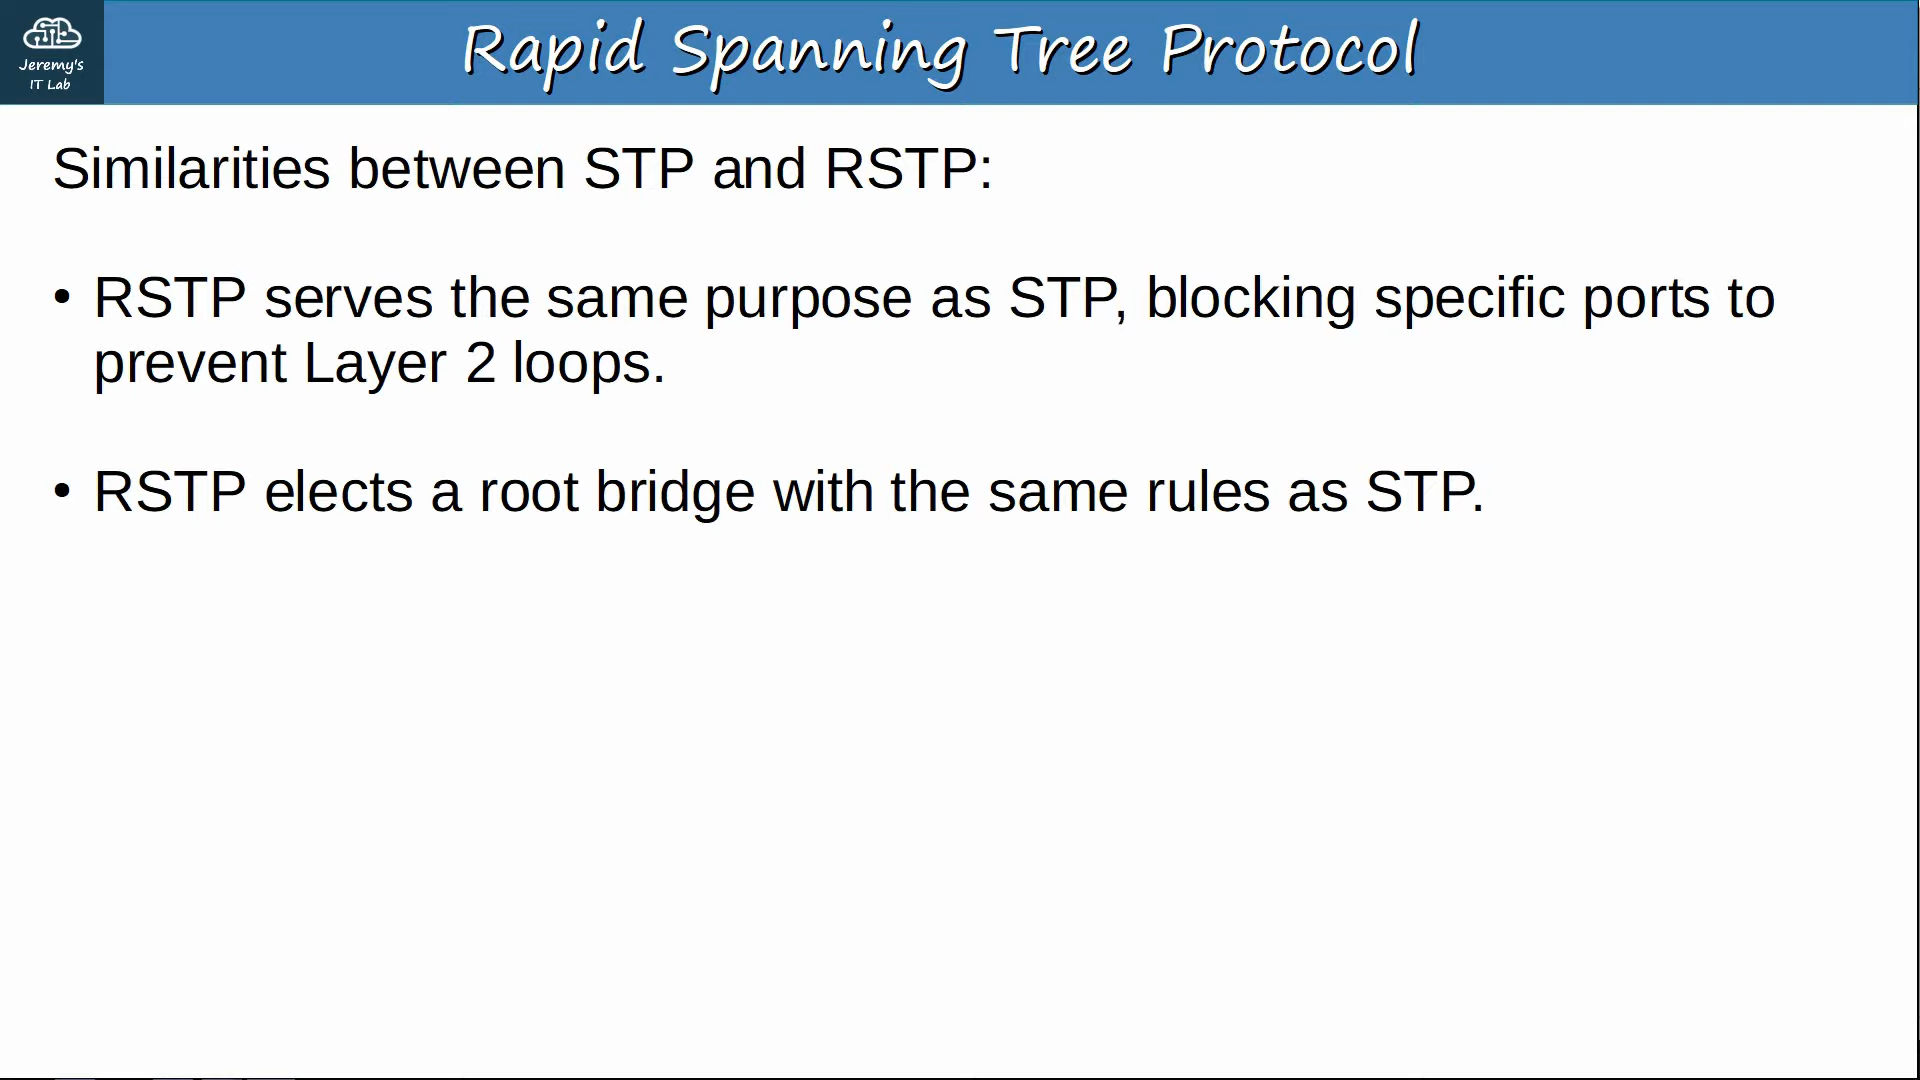 Jeremy's
IT Lab
Rapid Spanning Tree Protocol
Similarities between STP and RSTP:
• RSTP serves the same purpose as STP, blocking specific ports to
prevent Layer 2 loops.
• RSTP elects a root bridge with the same rules as STP.